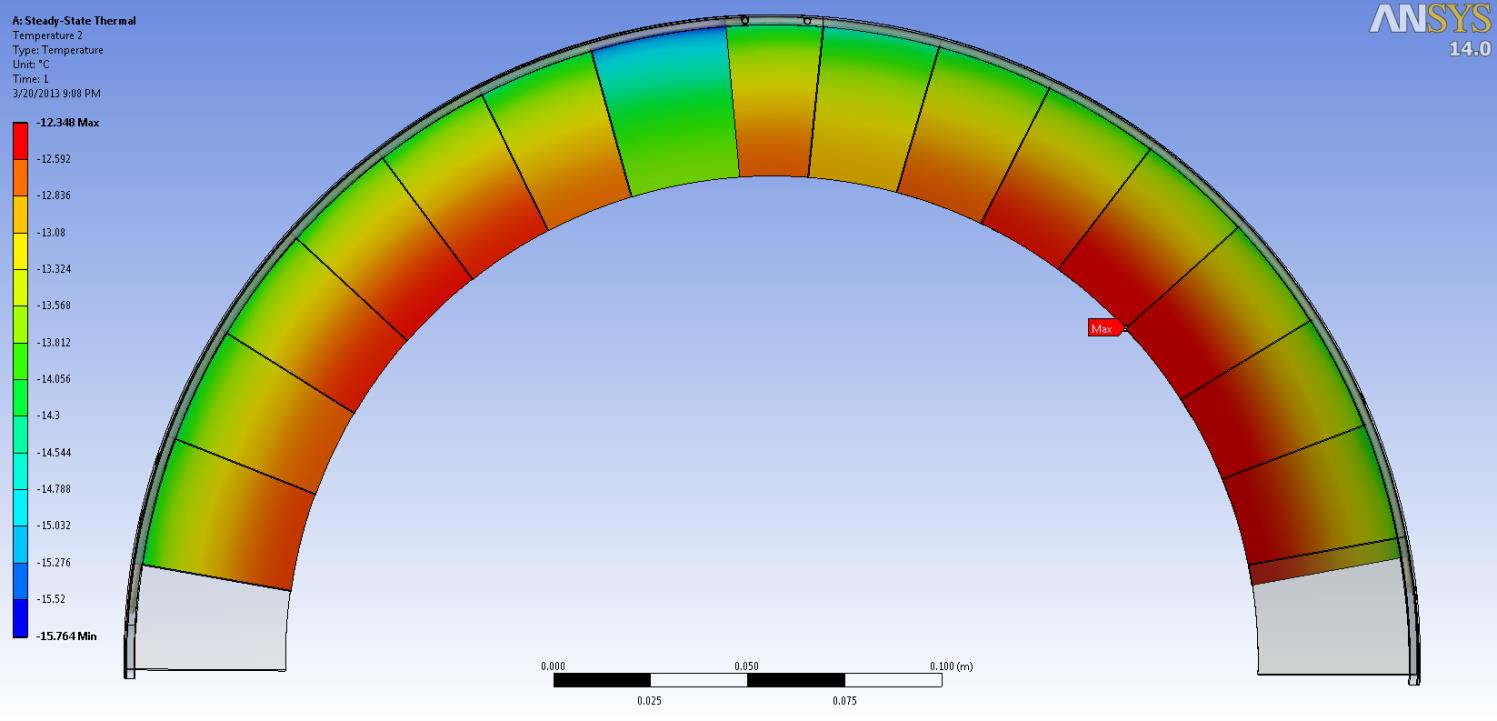 A: Steady-State Thermal
Temperature 2
Type: Temperature
Unit: °C
Time: 1
3/20/2013 9:08 PM
ANSYS
14.0
-12.348 Max
-12.592
-12.836
-13.08
-13.324
-13.568
-13.812
-14.056
-14.3
-14.544
-14.788
-15.032
-15.276
-15.52
-15.764 Min
Max
0.000 0.050 0.100 (m)
0.025 0.075